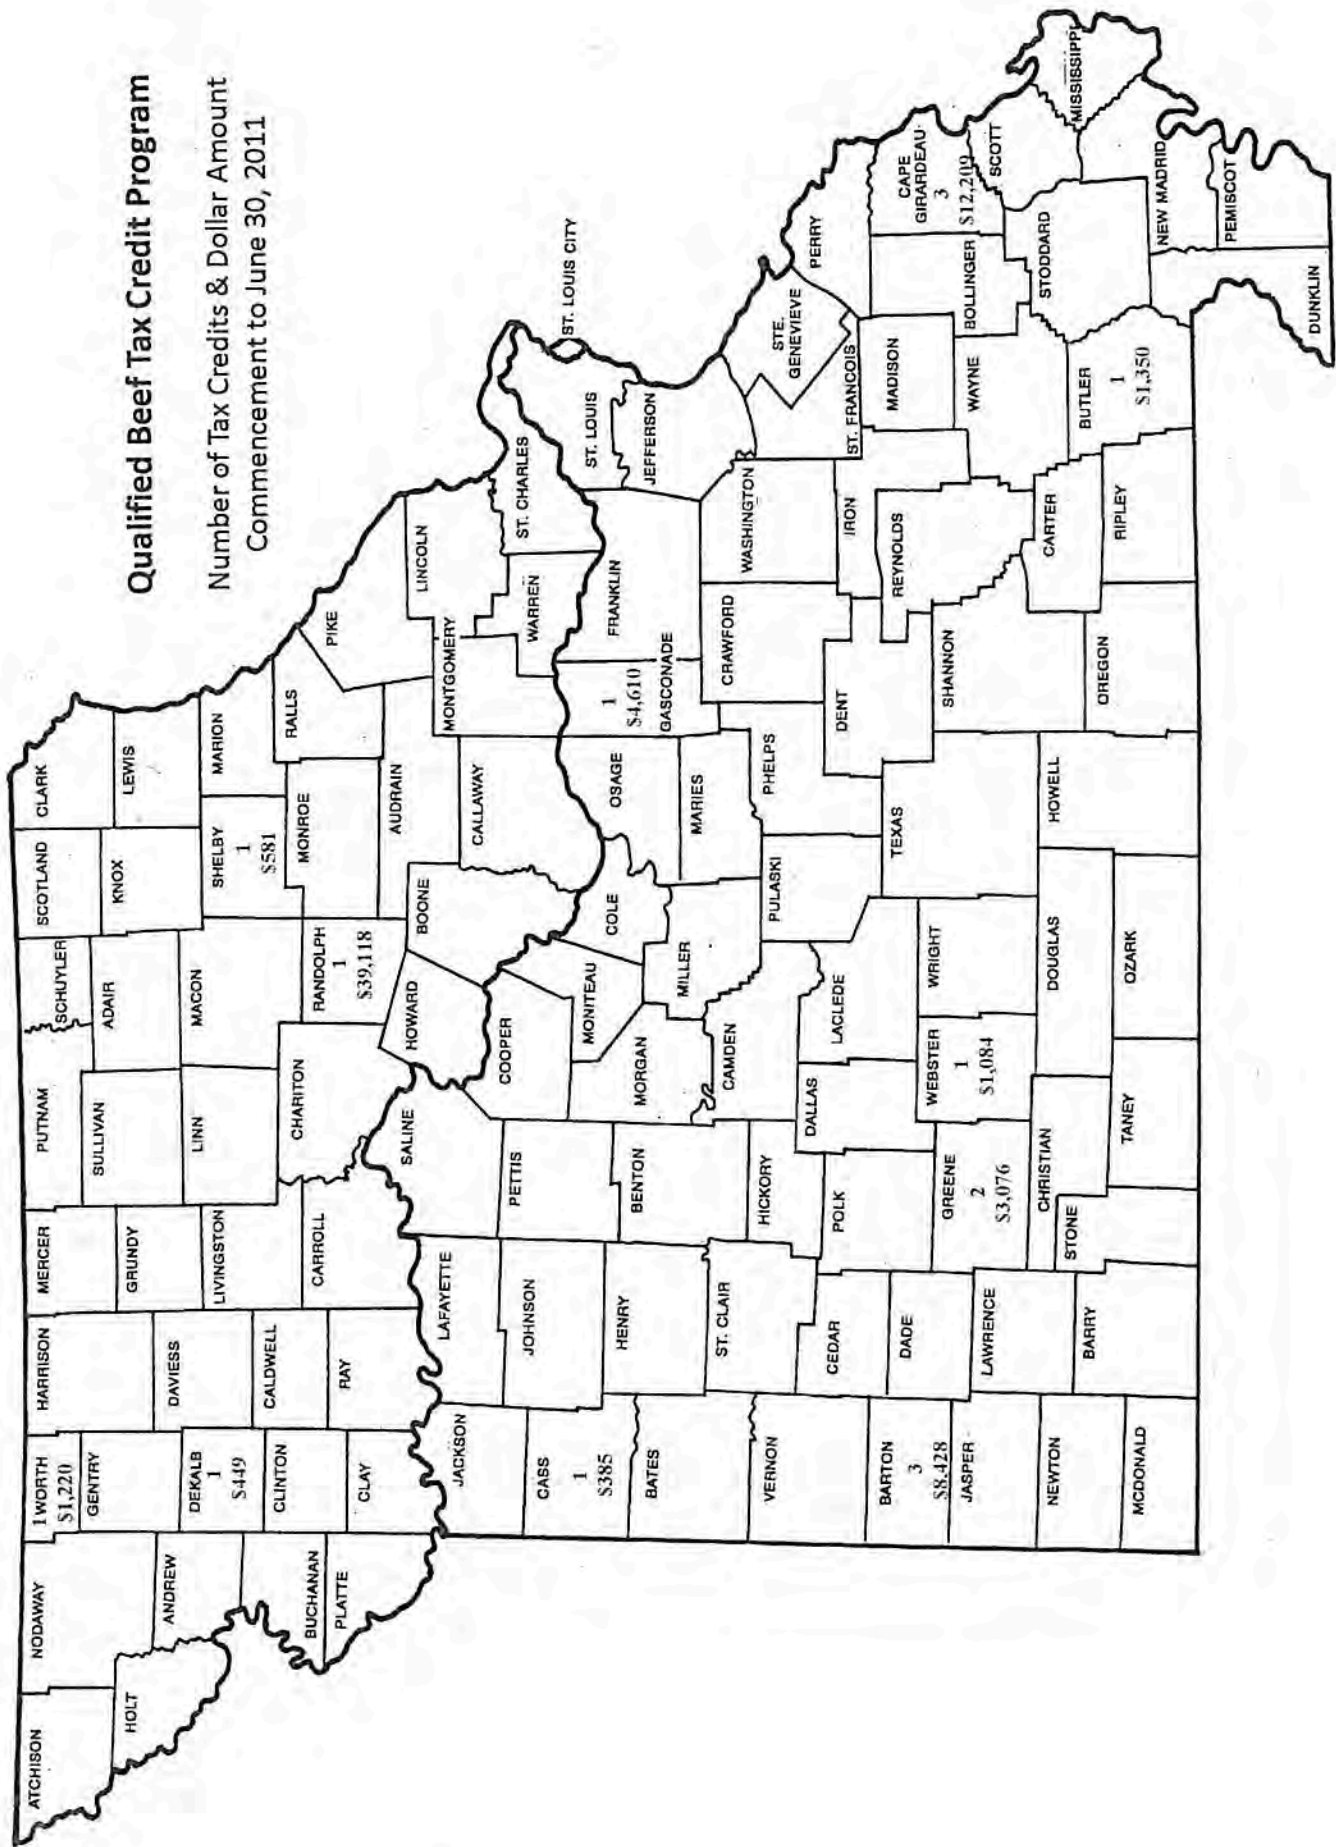 Qualified Beef Tax Credit Program
Number of Tax Credits & Dollar Amount
Commencement to June 30, 2011
ATCHISON
NODAWAY
1 WORTH
$1,220
HARRISON
MERCER
PUTNAM
SCHUYLER
SCOTLAND
CLARK
HOLT
ANDREW
GENTRY
DAVIESS
GRUNDY
SULLIVAN
ADAIR
KNOX
LEWIS
DEKALB
1
$449
LIVINGSTON
LINN
MACON
SHELBY
1
$581
MARION
BUCHANAN
CLINTON
CALDWELL
CARROLL
CHARITON
RANDOLPH
1
$39,118
MONROE
RALLS
PIKE
PLATTE
CLAY
RAY
LAFAYETTE
SALINE
HOWARD
BOONE
AUDRAIN
CALLAWAY
MONTGOMERY
LINCOLN
WARREN
ST. CHARLES
JACKSON
JOHNSON
PETTIS
COOPER
MONITEAU
COLE
OSAGE
1
$4,610
GASCONADE
FRANKLIN
ST. LOUIS
ST. LOUIS CITY
JEFFERSON
CASS
1
$385
BATES
HENRY
BENTON
MORGAN
MILLER
MARIES
PHELPS
CRAWFORD
WASHINGTON
STE.
GENEVIEVE
ST. FRANCOIS
PERRY
VERNON
ST. CLAIR
HICKORY
CAMDEN
PULASKI
DENT
IRON
MADISON
BOLLINGER
CAPE
GIRARDEAU
3
$12,209
BARTON
3
$8,428
CEDAR
POLK
DALLAS
LACLEDE
TEXAS
REYNOLDS
WAYNE
STODDARD
SCOTT
MISSISSIPPI
JASPER
DADE
GREENE
2
$3,076
WEBSTER
1
$1,084
WRIGHT
SHANNON
CARTER
BUTLER
1
$1,350
NEW MADRID
NEWTON
LAWRENCE
CHRISTIAN
DOUGLAS
HOWELL
OREGON
RIPLEY
PEMISCOT
MCDONALD
BARRY
STONE
TANEY
OZARK
DUNKLIN